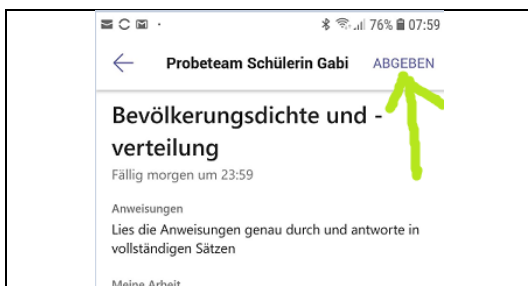 76% 07:59
Probeteam Schülerin Gabi ABGEBEN
Bevölkerungsdichte und -
verteilung
Fällig morgen um 23:59
Anweisungen
Lies die Anweisungen genau durch und antworte in
vollständigen Sätzen
Meine Arbeit